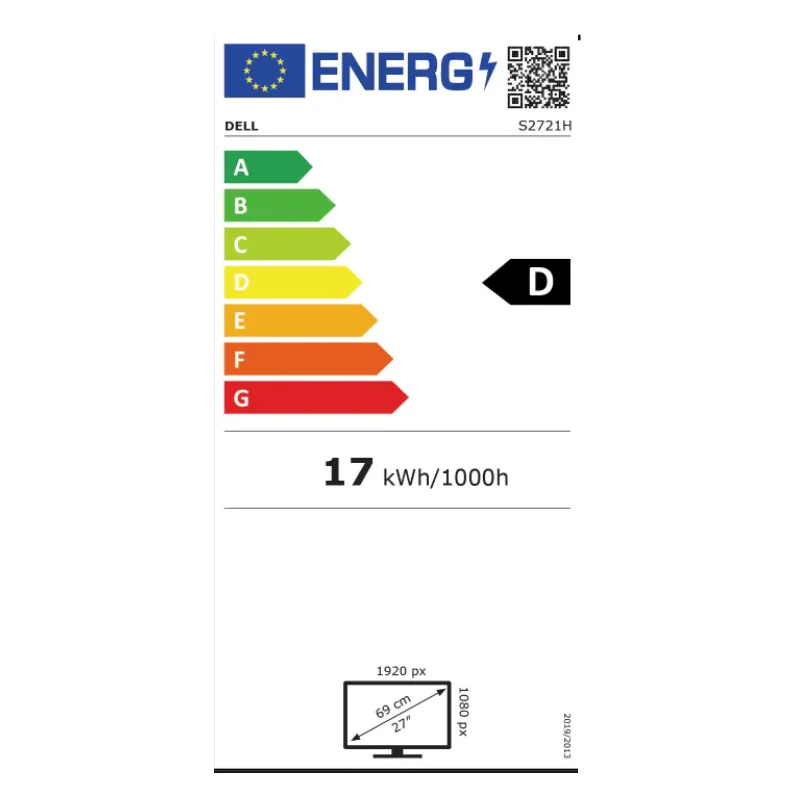 ENERG
DELL
S2721H
A
B
C
D
D
E
F
G
17 kWh/1000h
1920 px
69 cm
27"
1080 px
2019/2013